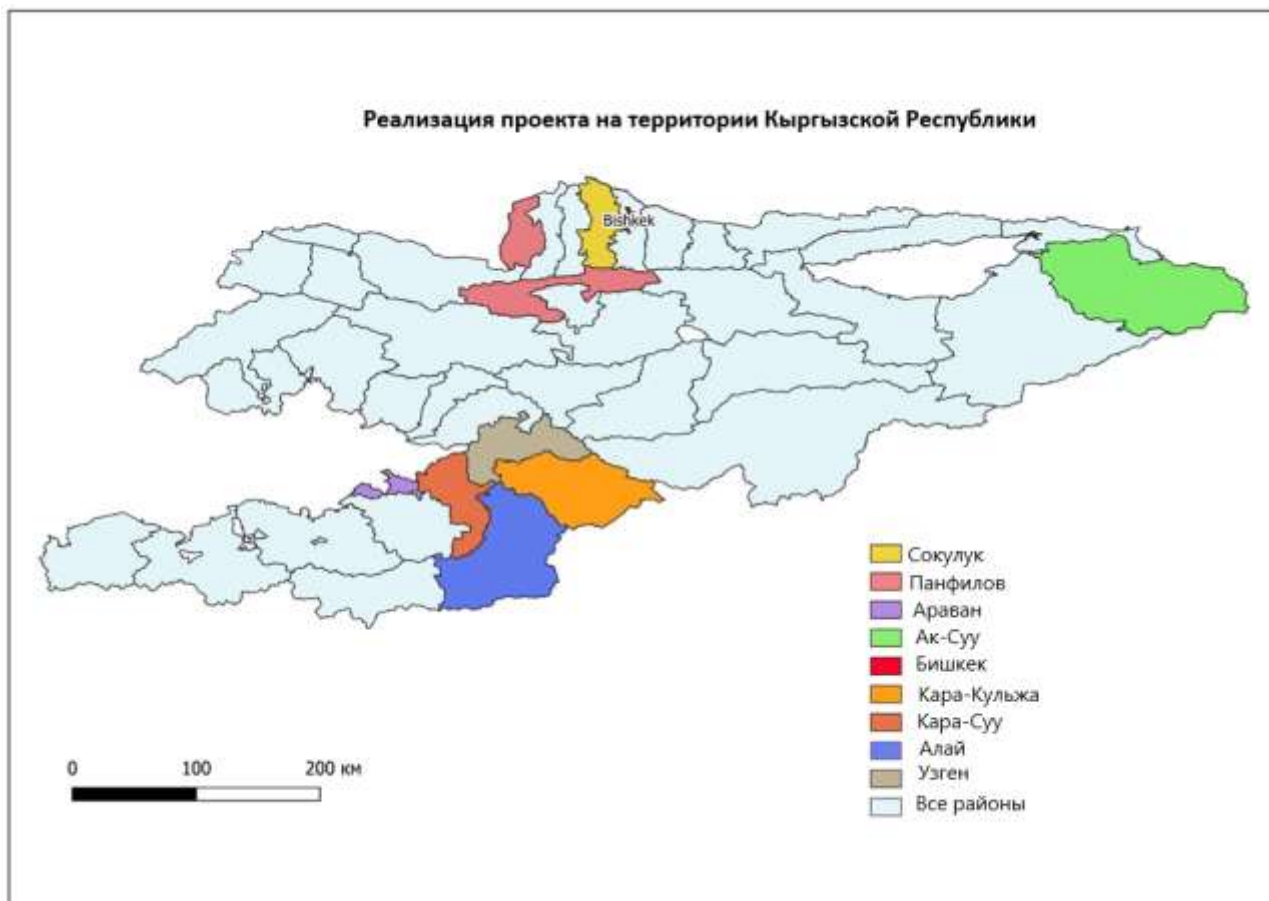 Реализация проекта на территории Кыргызской Республики
Bishkek
Сокулук
Панфилов
Араван
Ак-Суу
Бишкек
Кара-Кульжа
Кара-Суу
Алай
Узген
Все районы
0 100 200 км